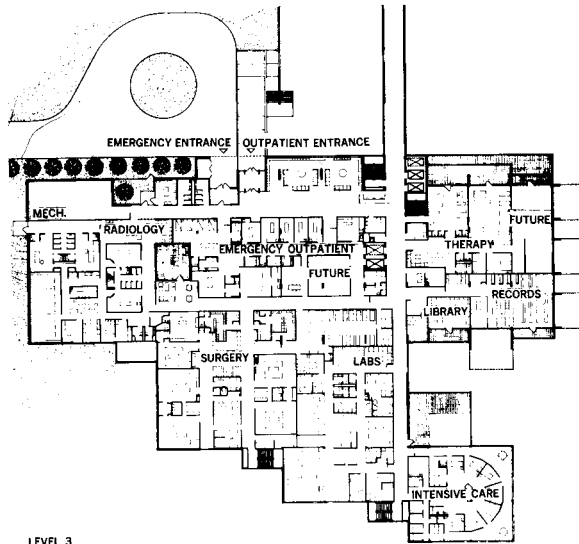 EMERGENCY ENTRANCE OUTPATIENT ENTRANCE
MECH.
RADIOLOGY
EMERGENCY OUTPATIENT
FUTURE
THERAPY
FUTURE
LIBRARY
RECORDS
SURGERY
LABS
INTENSIVE CARE
LEVEL 3